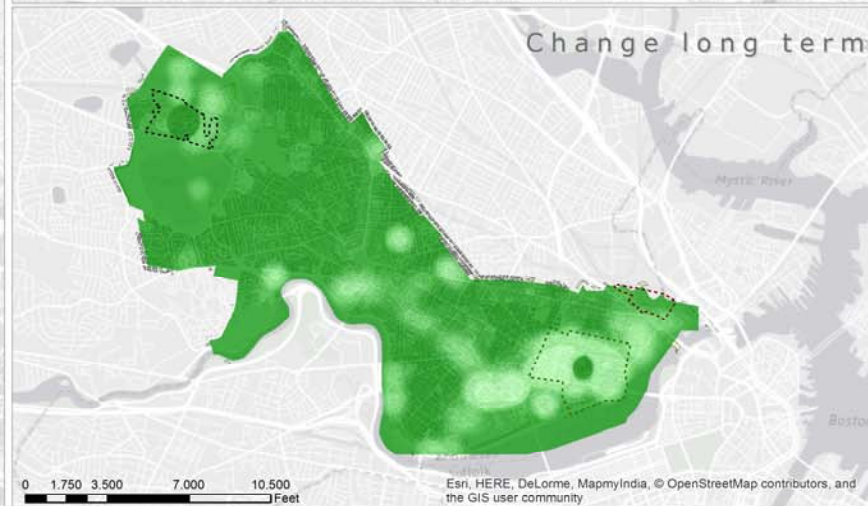 Change long term
Mystic River
Boston
0 1.750 3.500 7.000 10.500
Feet
Esri, HERE, DeLorme, MapmyIndia, © OpenStreetMap contributors, and
the GIS user community